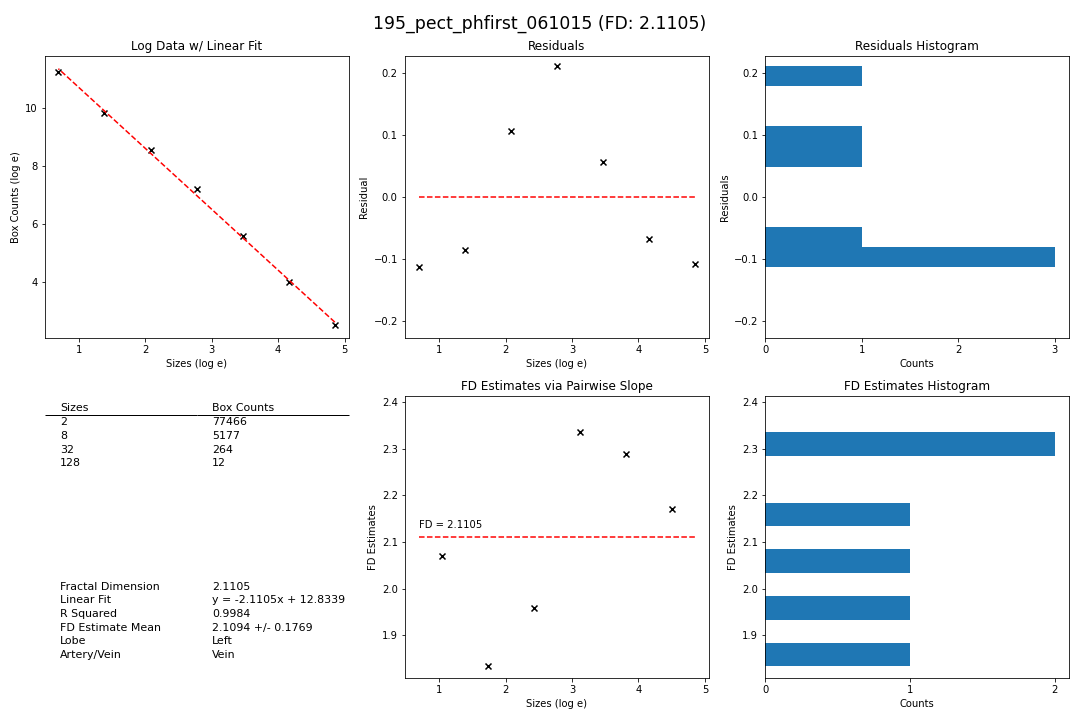 195_pect_phfirst_061015 (FD: 2.1105)
Log Data w/ Linear Fit
Box Counts (log e)
10
8
6
4
1
2
3
4
5
Sizes (log e)
Residuals
Residual
0.2
0.1
0.0
−0.1
−0.2
1
2
3
4
5
Sizes (log e)
Residuals Histogram
Residuals
0.2
0.1
0.0
−0.1
−0.2
0
1
2
3
Counts
Sizes Box Counts
2 77466
8 5177
32 264
128 12
Fractal Dimension 2.1105
Linear Fit y = -2.1105x + 12.8339
R Squared 0.9984
FD Estimate Mean 2.1094 +/- 0.1769
Lobe Left
Artery/Vein Vein
FD Estimates via Pairwise Slope
FD Estimates
2.4
2.3
2.2
2.1
2.0
1.9
FD = 2.1105
1
2
3
4
5
Sizes (log e)
FD Estimates Histogram
FD Estimates
2.4
2.3
2.2
2.1
2.0
1.9
0
1
2
Counts